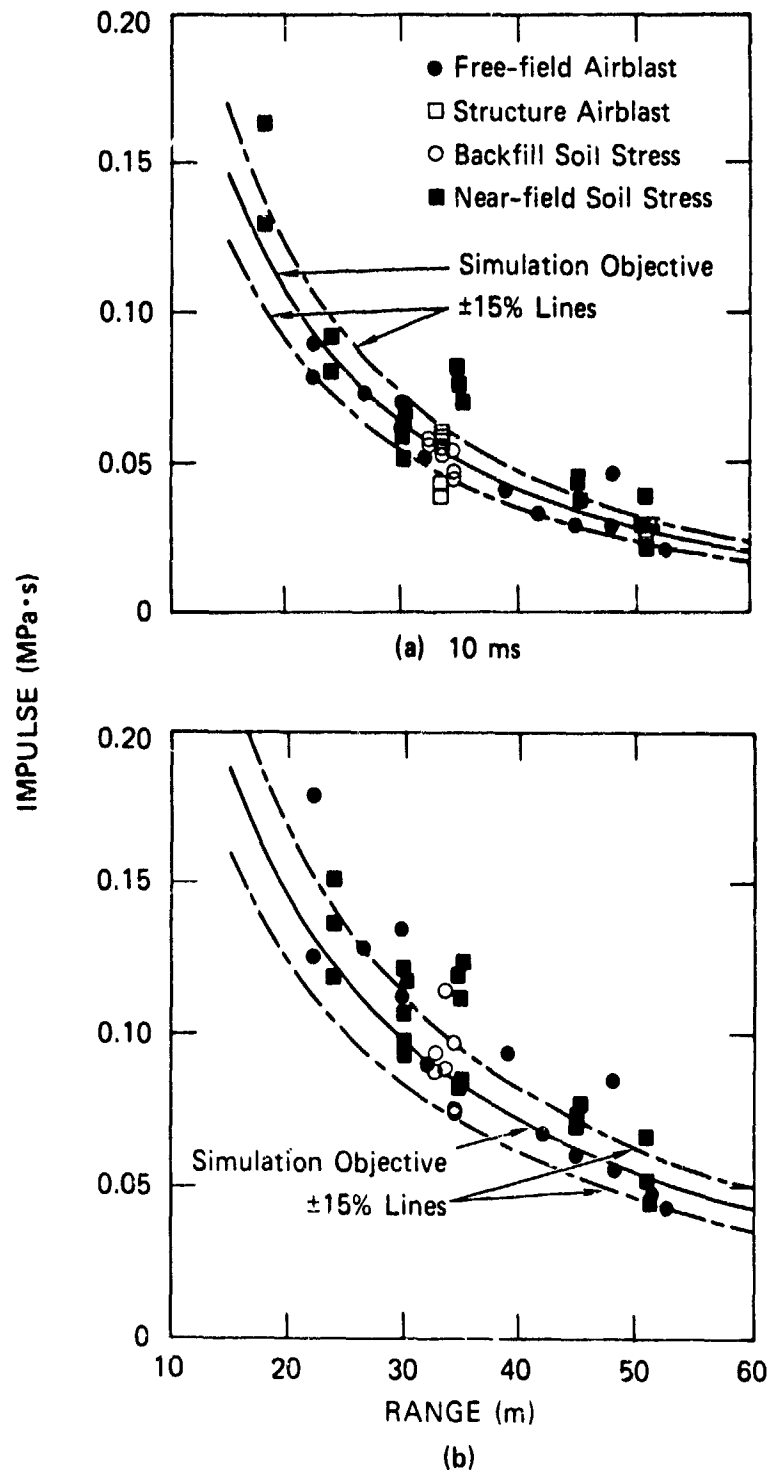 0.20
0.15
0.10
0.05
0
Free-field Airblast
Structure Airblast
Backfill Soil Stress
Near-field Soil Stress
Simulation Objective
±15% Lines
(a) 10 ms
IMPULSE (MPa·s)
0.20
0.15
0.10
0.05
0
Simulation Objective
±15% Lines
10 20 30 40 50 60
RANGE (m)
(b)